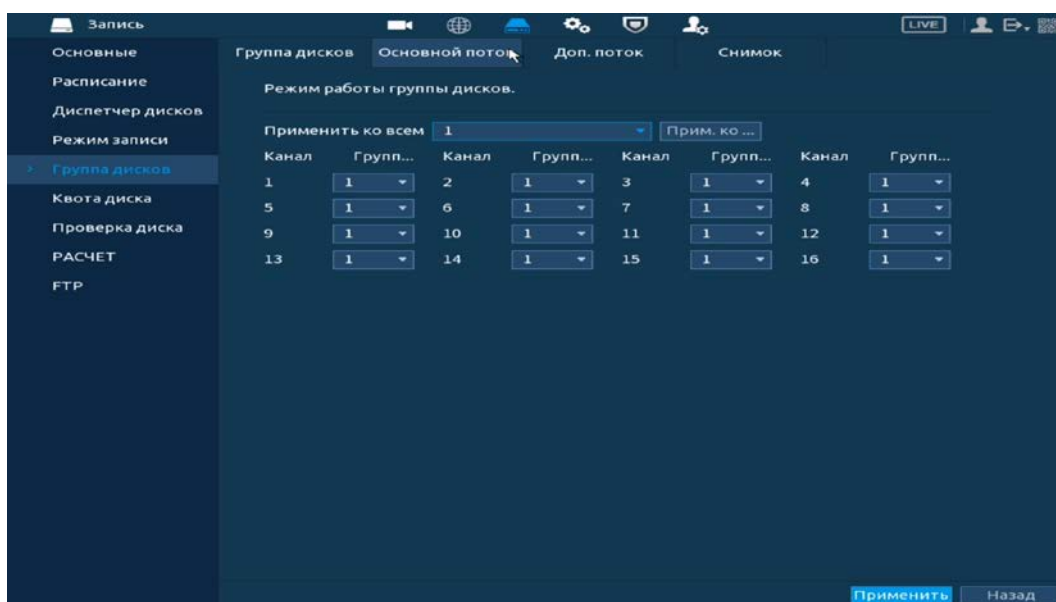 Запись LIVE
Основные
Расписание
Диспетчер дисков
Режим записи
Группа дисков
Квота диска
Проверка диска
РАСЧЕТ
FTP
Группа дисков Основной поток Доп. поток Снимок
Режим работы группы дисков.
Применить ко всем 1 Прим. ко ...
Канал Групп... Канал Групп... Канал Групп... Канал Групп...
1 1 2 1 3 1 4 1
5 1 6 1 7 1 8 1
9 1 10 1 11 1 12 1
13 1 14 1 15 1 16 1
Применить Назад